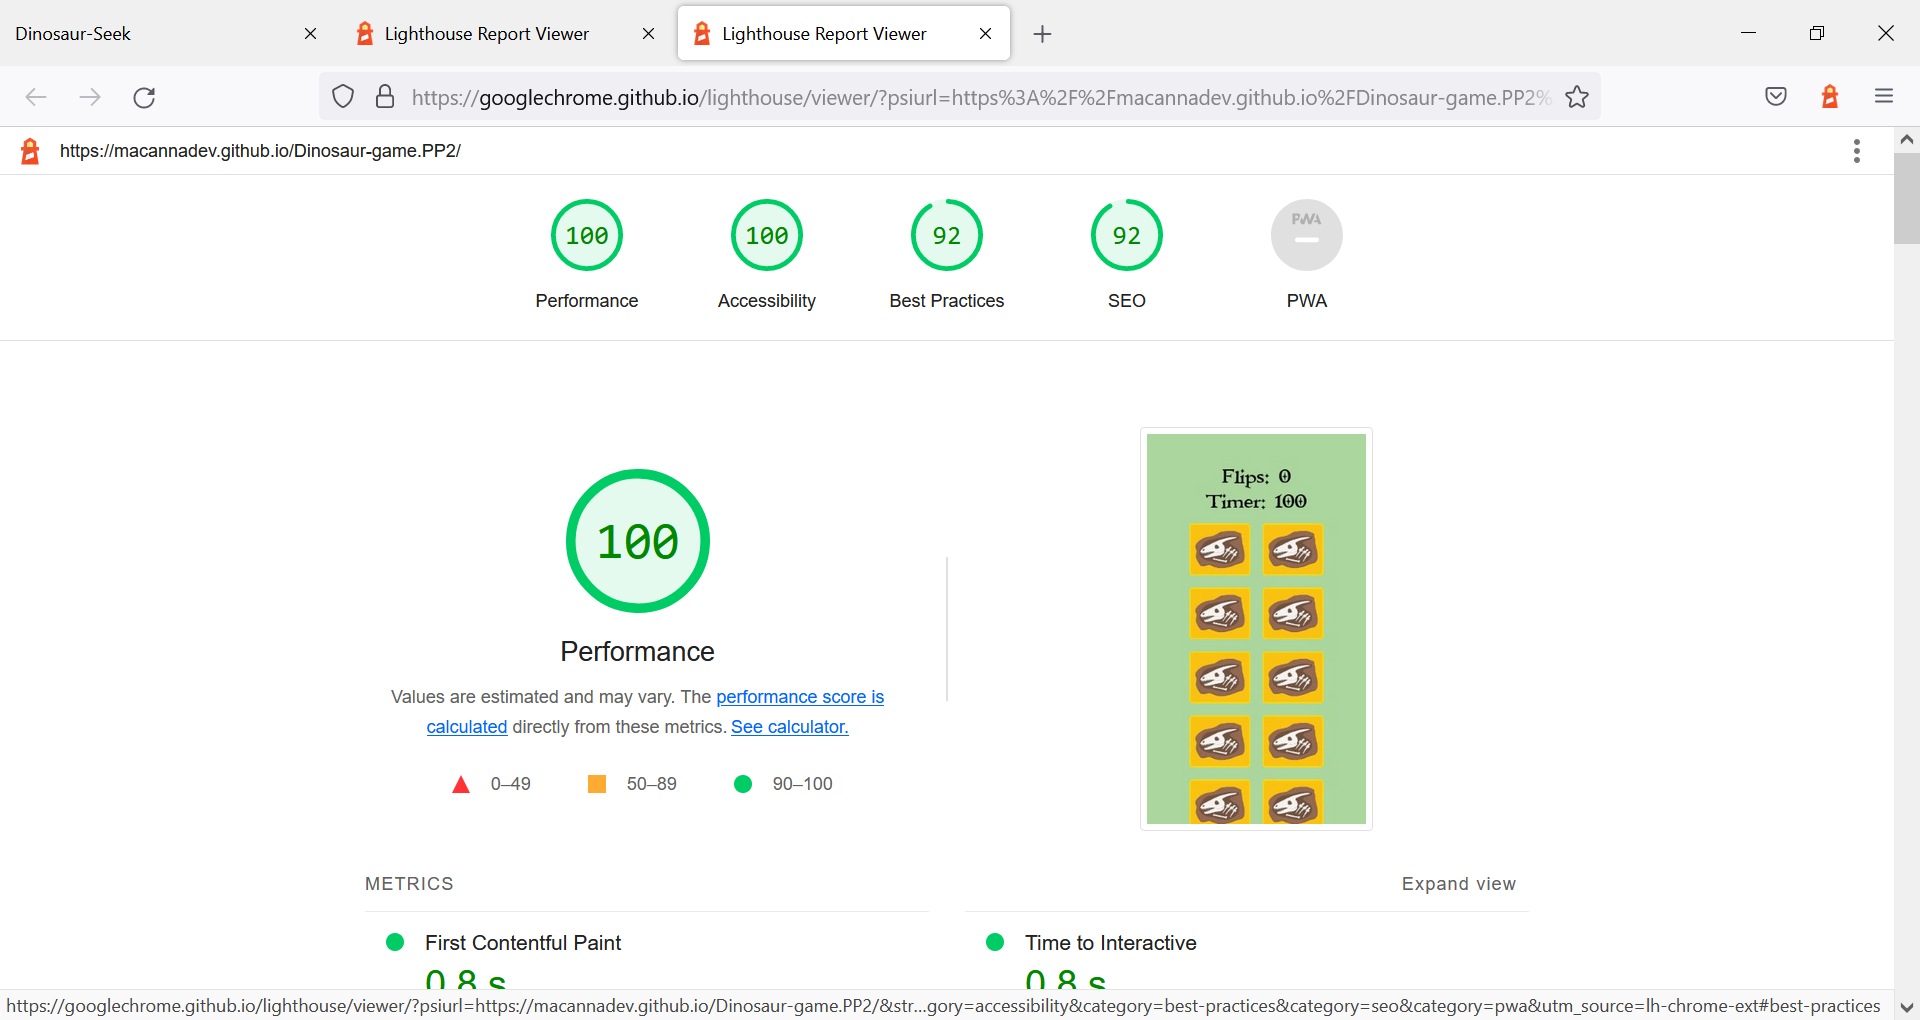 Dinosaur-Seek
Lighthouse Report Viewer
Lighthouse Report Viewer
https://googlechrome.github.io/lighthouse/viewer/?psiurl=https%3A%2F%2Fmacannadev.github.io%2FDinosaur-game.PP2%
https://macannadev.github.io/Dinosaur-game.PP2/
100 100 92 92 PWA
Performance Accessibility Best Practices SEO PWA
100
Performance
Values are estimated and may vary. The performance score is
calculated directly from these metrics. See calculator.
0–49 50–89 90–100
Flips: 0
Timer: 100
METRICS Expand view
First Contentful Paint Time to Interactive
0.8 s 0.8 s
https://googlechrome.github.io/lighthouse/viewer/?psiurl=https://macannadev.github.io/Dinosaur-game.PP2/&str...gory=accessibility&category=best-practices&category=seo&category=pwa&utm_source=lh-chrome-ext#best-practices